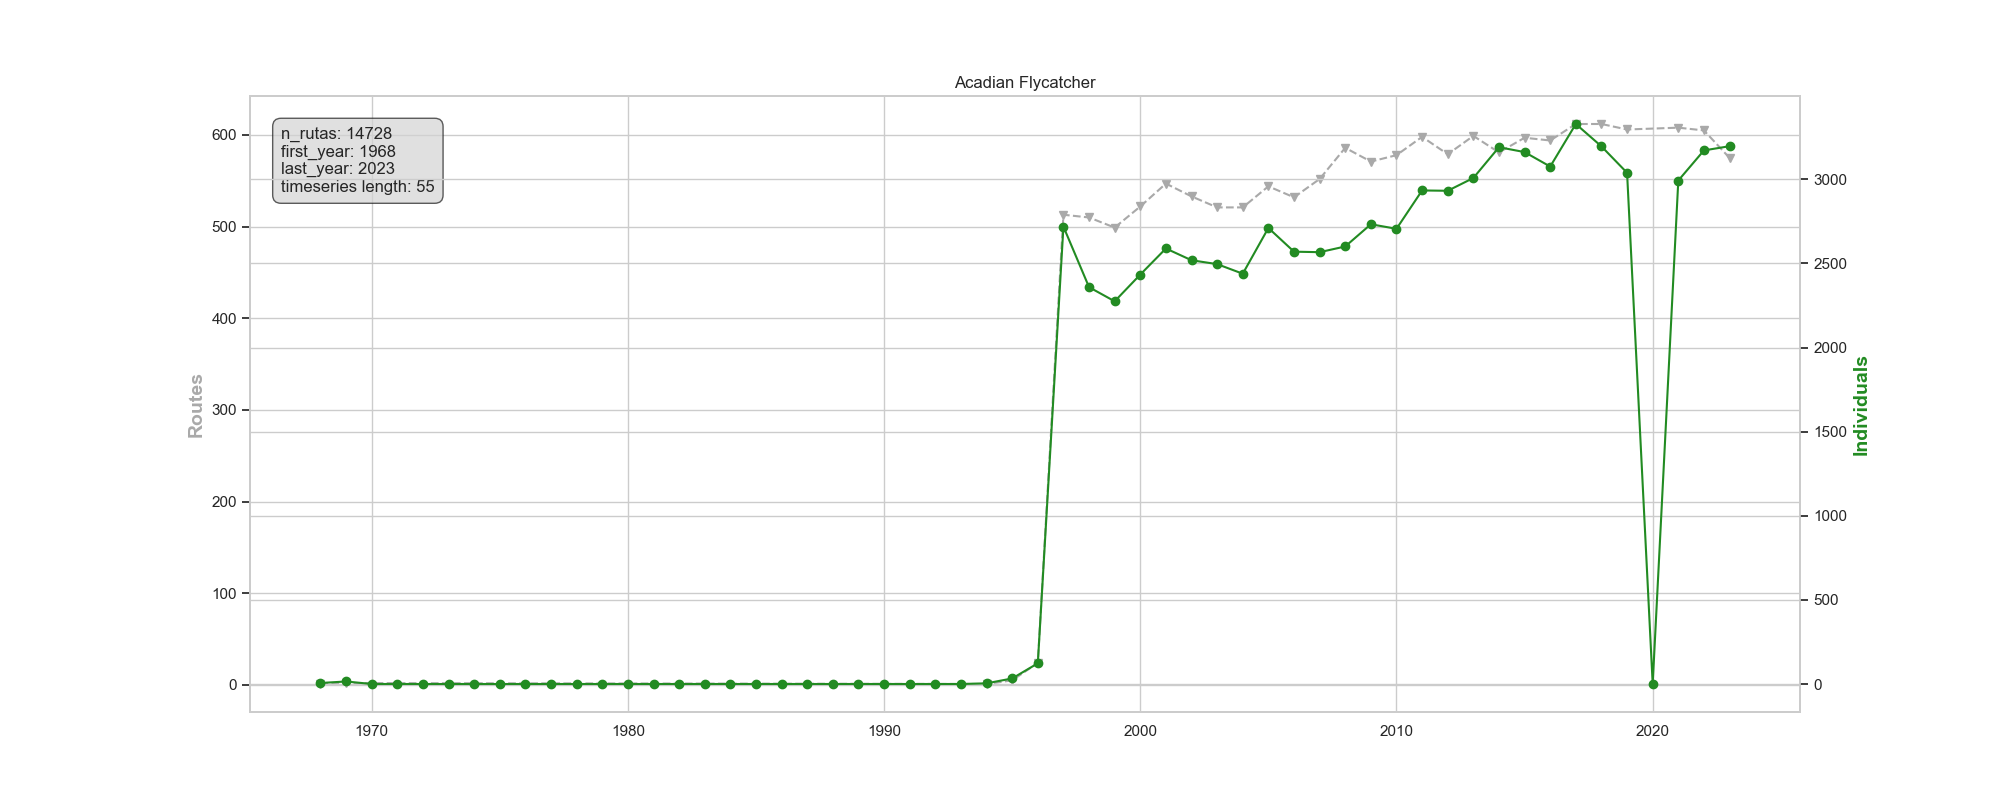 Acadian Flycatcher
n_rutas: 14728
first_year: 1968
last_year: 2023
timeseries length: 55
600
500
400
300
200
100
0
Routes
3000
2500
2000
1500
1000
500
0
Individuals
1970
1980
1990
2000
2010
2020